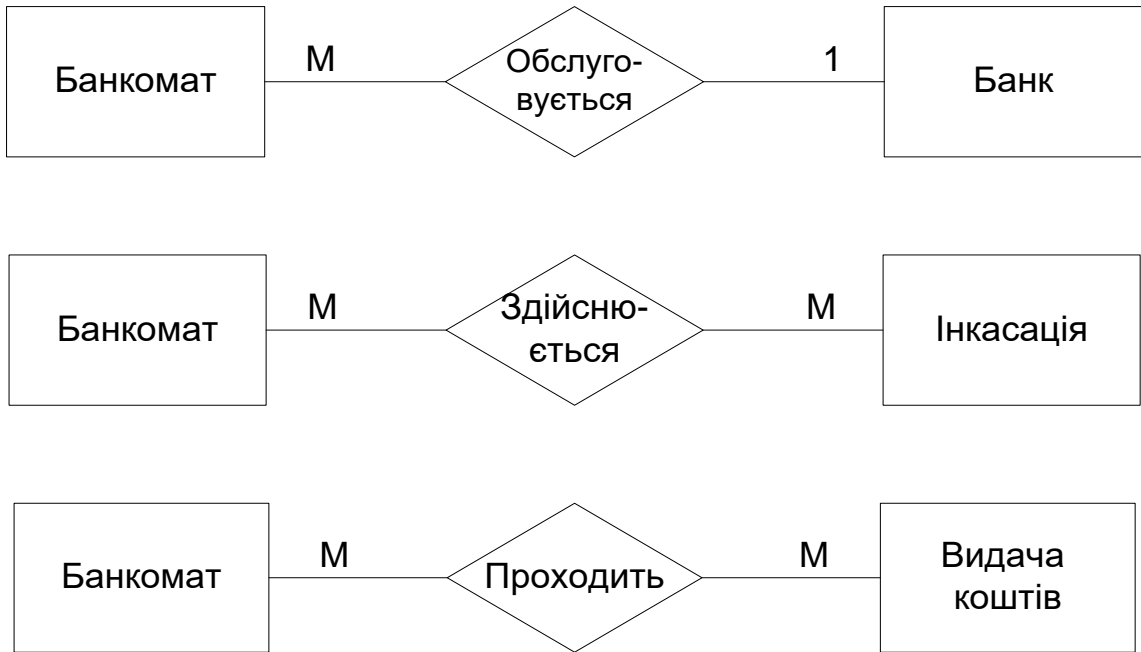 Банкомат
М
Обслуго-
вується
1
Банк
Банкомат
М
Здійсню-
ється
М
Інкасація
Банкомат
М
Проходить
М
Видача
коштів